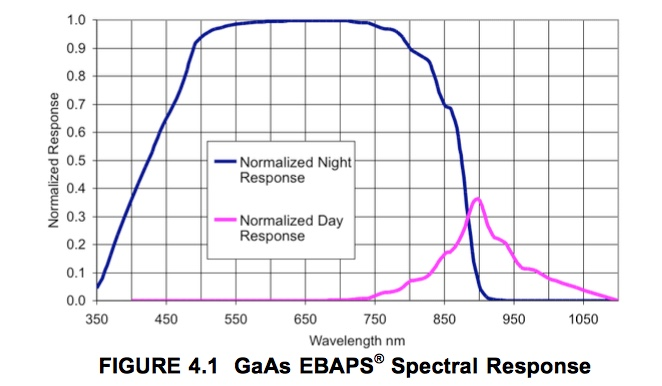 1.0
0.9
0.8
0.7
0.6
0.5
0.4
0.3
0.2
0.1
0.0
Normalized Response
Normalized Night
Response
Normalized Day
Response
350 450 550 650 750 850 950 1050
Wavelength nm
FIGURE 4.1 GaAs EBAPS® Spectral Response